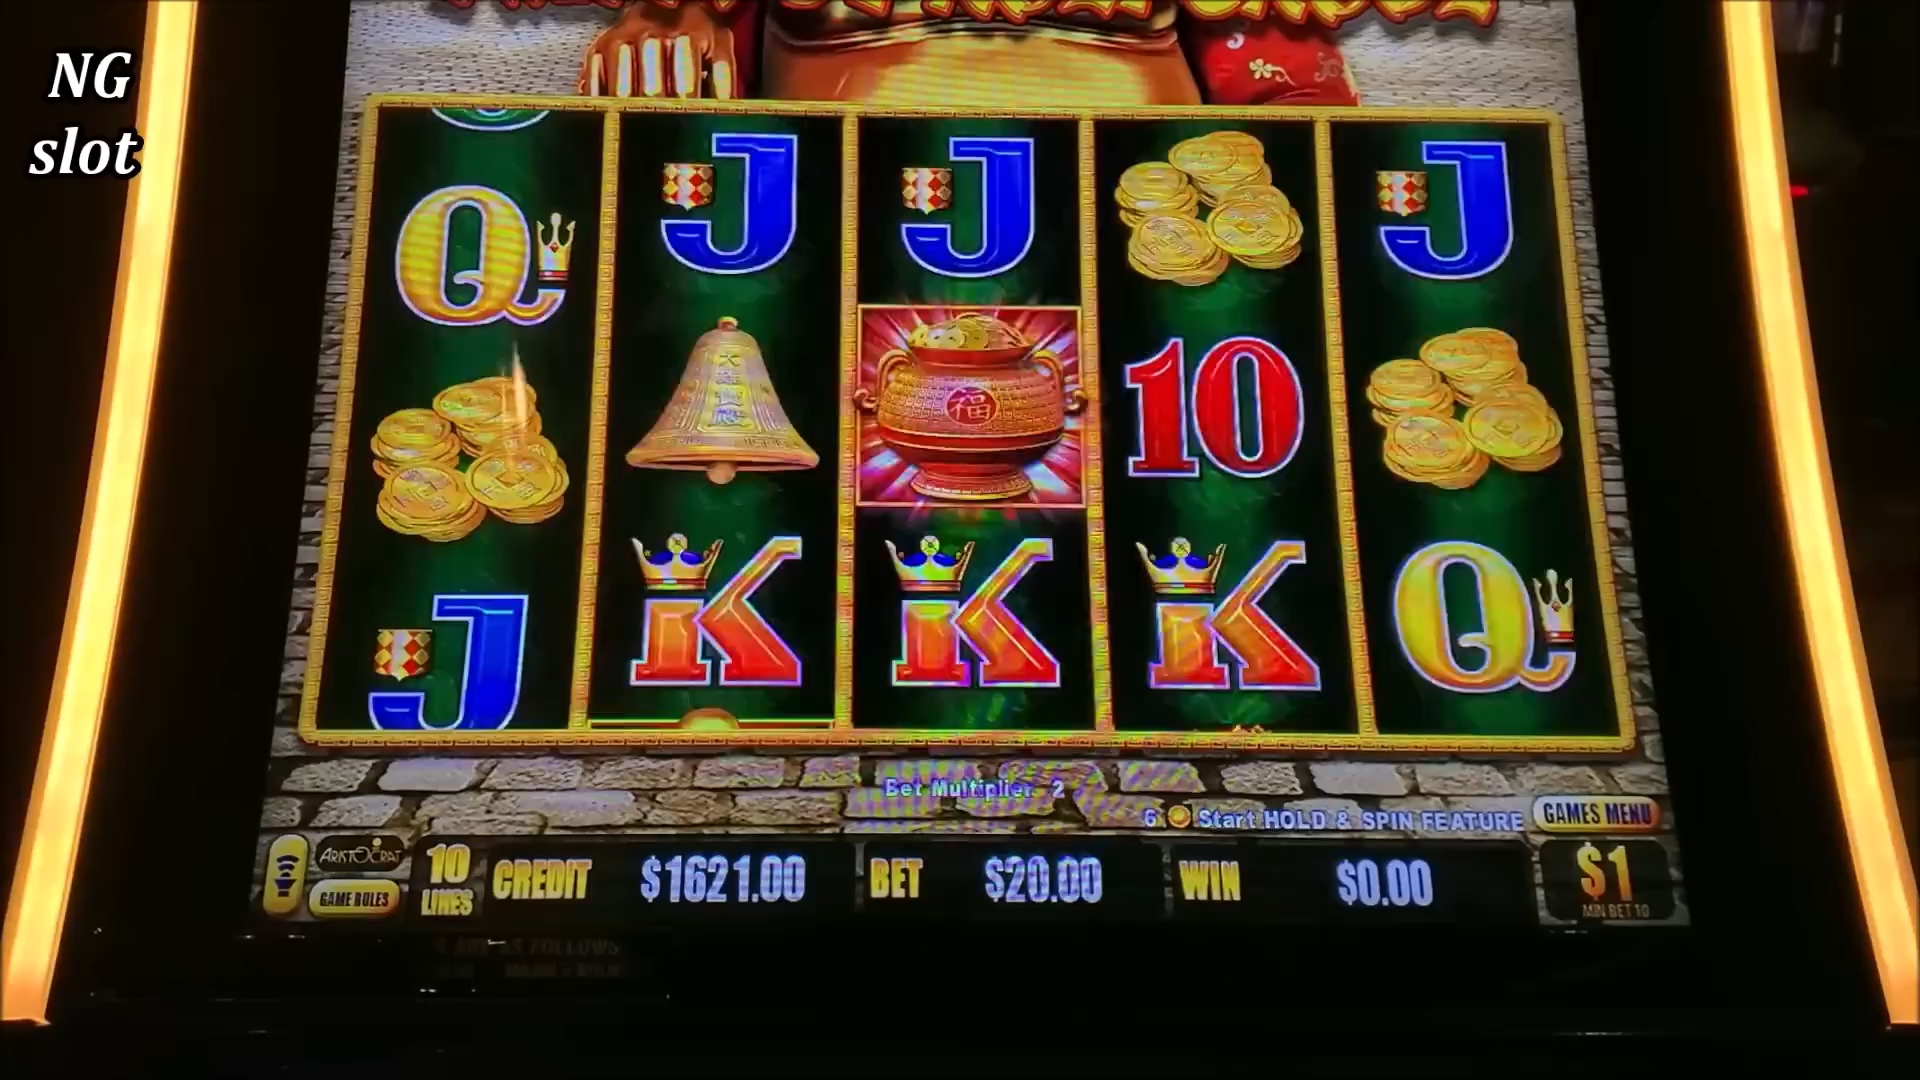 NG
slot
J J J
Q
福
10
K K K
Q
J
Bet Multiplier 2
6 Start HOLD & SPIN FEATURE
GAMES MENU
ARISTOCRAT
GAME RULES
10
LINES
CREDIT $1621.00 BET $20.00 WIN $0.00
$1
MIN BET 10